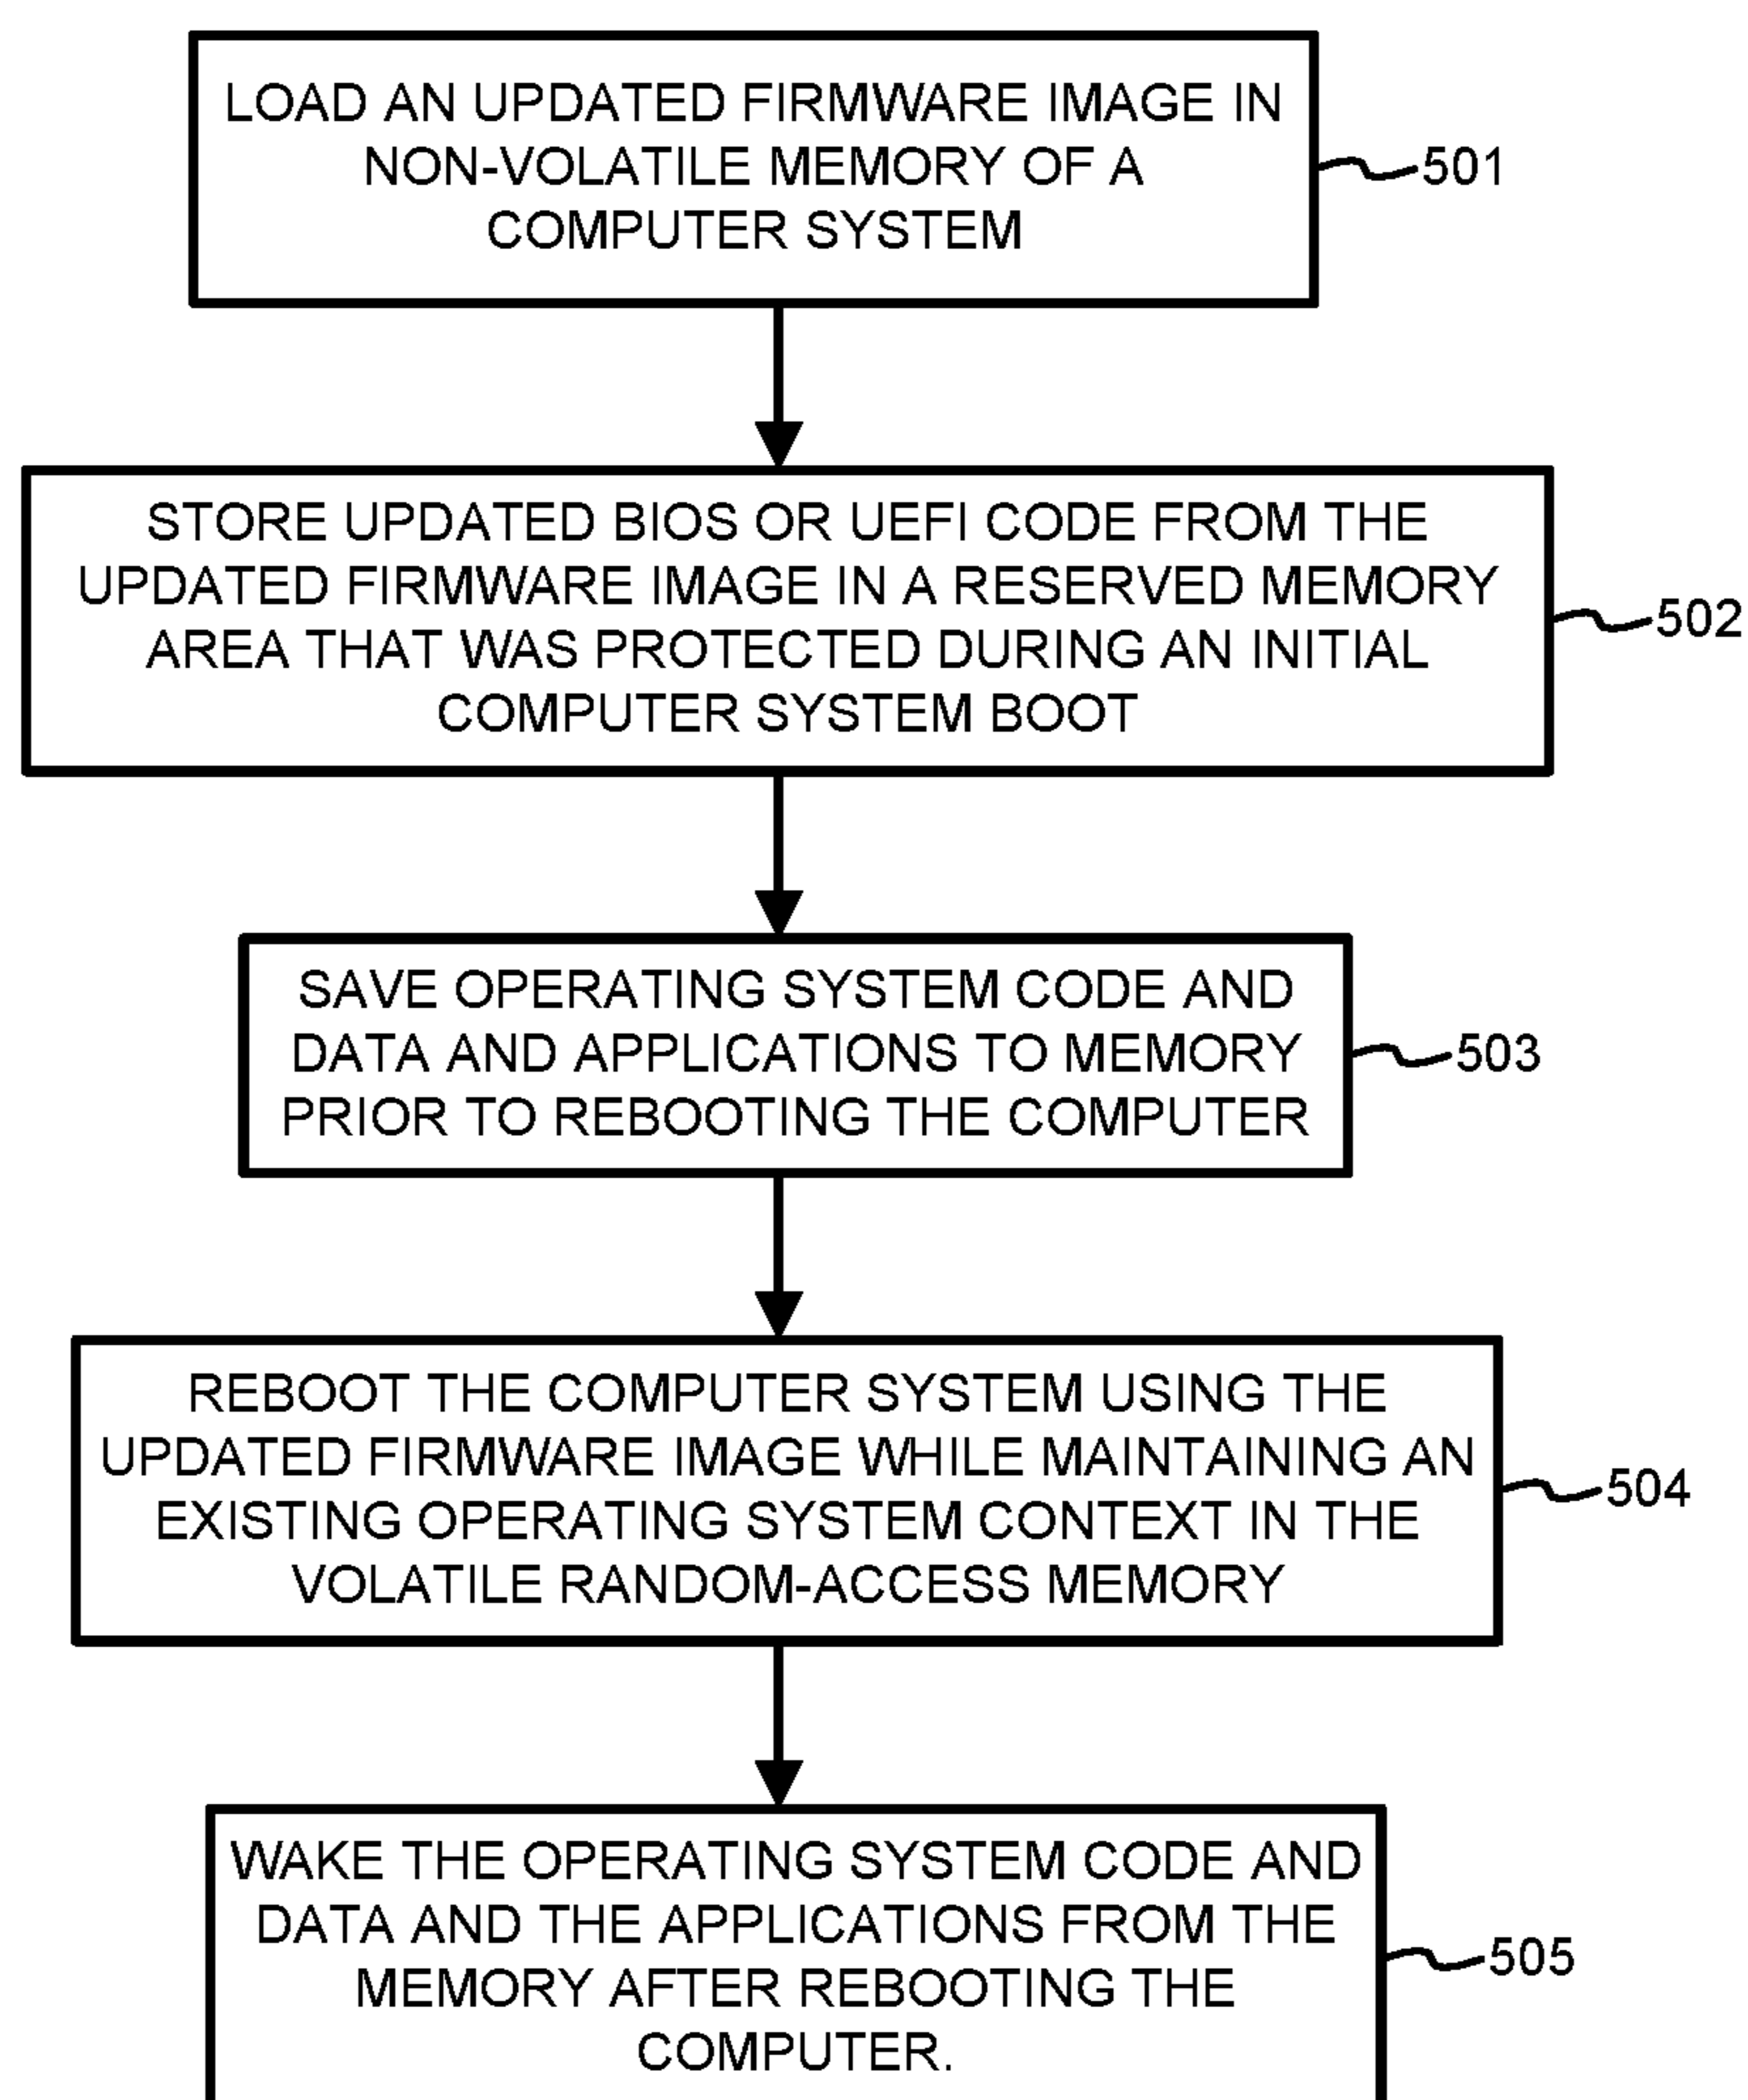 LOAD AN UPDATED FIRMWARE IMAGE IN
NON-VOLATILE MEMORY OF A
COMPUTER SYSTEM
501
STORE UPDATED BIOS OR UEFI CODE FROM THE
UPDATED FIRMWARE IMAGE IN A RESERVED MEMORY
AREA THAT WAS PROTECTED DURING AN INITIAL
COMPUTER SYSTEM BOOT
502
SAVE OPERATING SYSTEM CODE AND
DATA AND APPLICATIONS TO MEMORY
PRIOR TO REBOOTING THE COMPUTER
503
REBOOT THE COMPUTER SYSTEM USING THE
UPDATED FIRMWARE IMAGE WHILE MAINTAINING AN
EXISTING OPERATING SYSTEM CONTEXT IN THE
VOLATILE RANDOM-ACCESS MEMORY
504
WAKE THE OPERATING SYSTEM CODE AND
DATA AND THE APPLICATIONS FROM THE
MEMORY AFTER REBOOTING THE
COMPUTER.
505